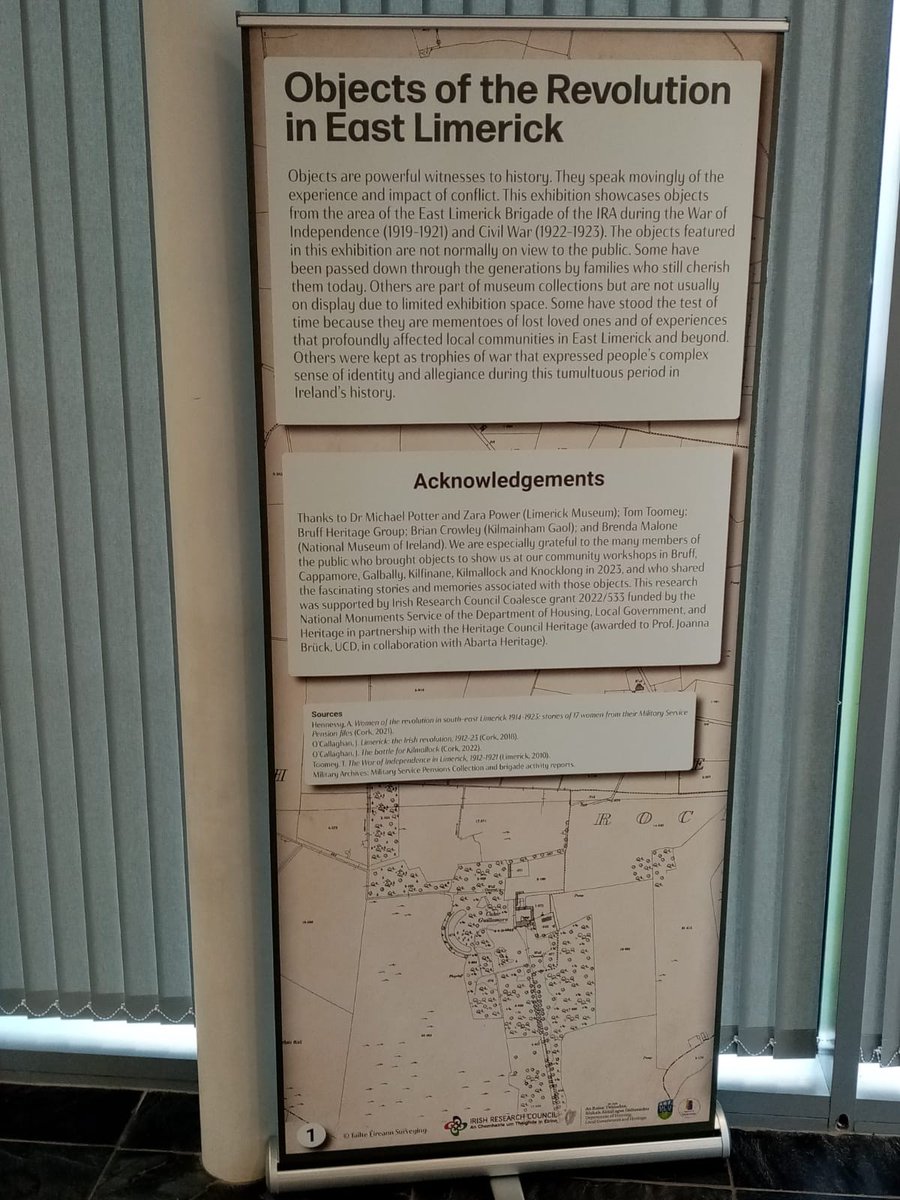 Objects of the Revolution
in East Limerick
Objects are powerful witnesses to history. They speak movingly of the
experience and impact of conflict. This exhibition showcases objects
from the area of the East Limerick Brigade of the IRA during the War of
Independence (1919-1921) and Civil War (1922-1923). The objects featured
in this exhibition are not normally on view to the public. Some have
been passed down through the generations by families who still cherish
them today. Others are part of museum collections but are not usually
on display due to limited exhibition space. Some have stood the test of
time because they are mementoes of lost loved ones and of experiences
that profoundly affected local communities in East Limerick and beyond.
Others were kept as trophies of war that expressed people's complex
sense of identity and allegiance during this tumultuous period in
Ireland's history.
Acknowledgements
Thanks to Dr Michael Potter and Zara Power (Limerick Museum); Tom Toomey;
Bruff Heritage Group; Brian Crowley (Kilmainham Gaol); and Brenda Malone
(National Museum of Ireland). We are especially grateful to the many members of
the public who brought objects to show us at our community workshops in Bruff,
Cappamore, Galbally, Kilfinane, Kilmallock and Knocklong in 2023, and who shared
the fascinating stories and memories associated with those objects. This research
was supported by Irish Research Council Coalesce grant 2022/533 funded by the
National Monuments Service of the Department of Housing, Local Government, and
Heritage in partnership with the Heritage Council Heritage (awarded to Prof. Joanna
Brück, UCD, in collaboration with Abarta Heritage).
Sources
Hennessy, A. Women of the revolution in south-east Limerick 1914-1923: stories of 17 women from their Military Service
Pension files (Cork, 2021).
O'Callaghan, J. Limerick: the Irish revolution, 1912-23 (Cork, 2018).
O'Callaghan, J. The battle for Kilmallock (Cork, 2022).
Toomey, T. The War of Independence in Limerick, 1912-1921 (Limerick, 2010).
Military Archives: Military Service Pensions Collection and brigade activity reports.
H
E
R O C
Guillamore
1
© Tailte Éireann Surveying
IRISH RESEARCH COUNCIL
An Chomhairle um Thaighde in Éirinn